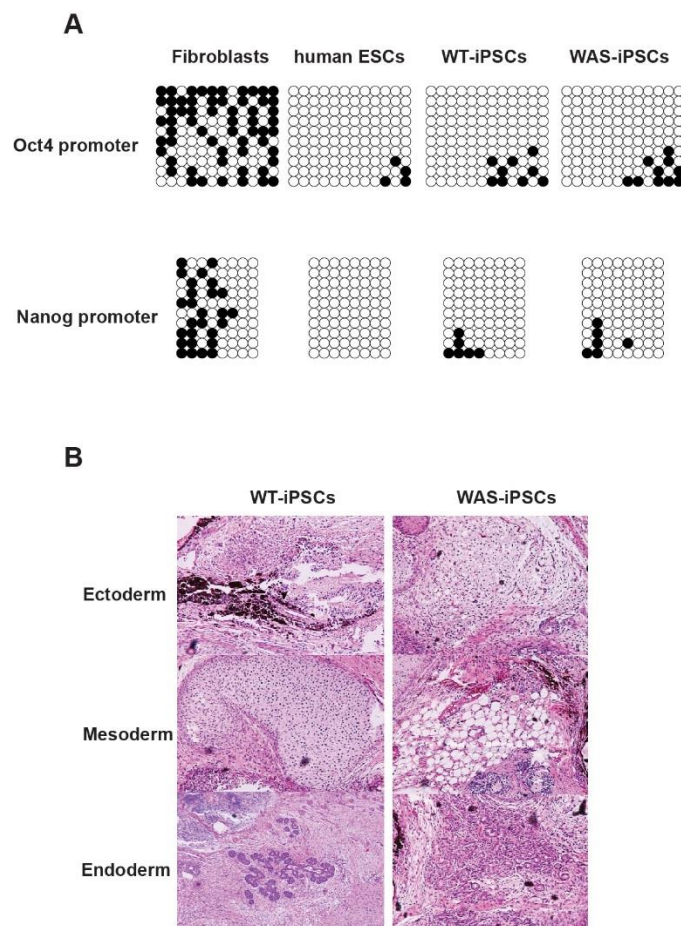 A
Fibroblasts human ESCs WT-iPSCs WAS-iPSCs
Oct4 promoter
Nanog promoter
B
WT-iPSCs WAS-iPSCs
Ectoderm
Mesoderm
Endoderm